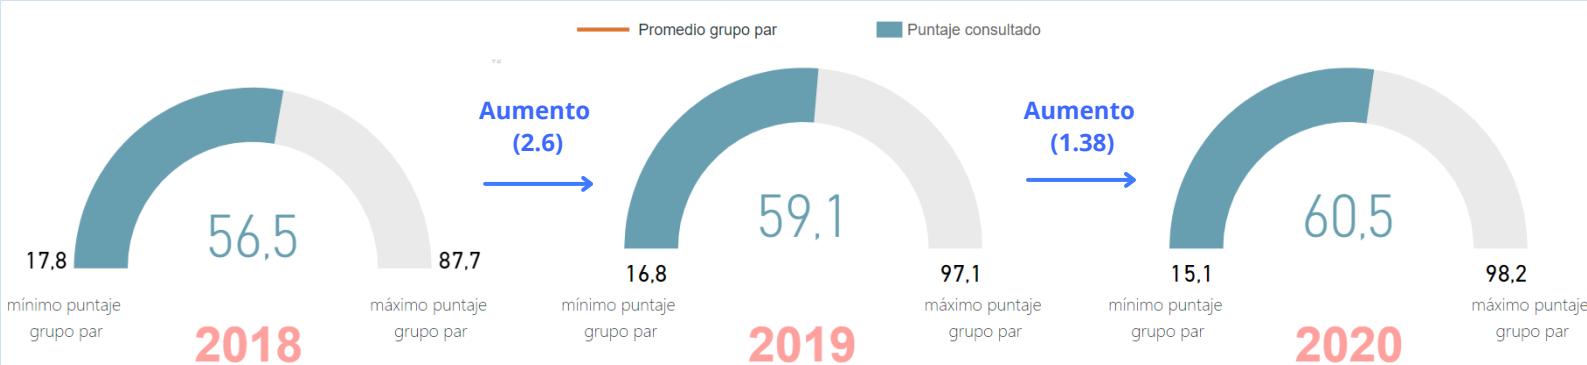 Promedio grupo par
Puntaje consultado
Aumento
(2.6)
Aumento
(1.38)
56,5
17,8
87,7
mínimo puntaje
grupo par
máximo puntaje
grupo par
2018
59,1
16,8
97,1
mínimo puntaje
grupo par
máximo puntaje
grupo par
2019
60,5
15,1
98,2
mínimo puntaje
grupo par
máximo puntaje
grupo par
2020